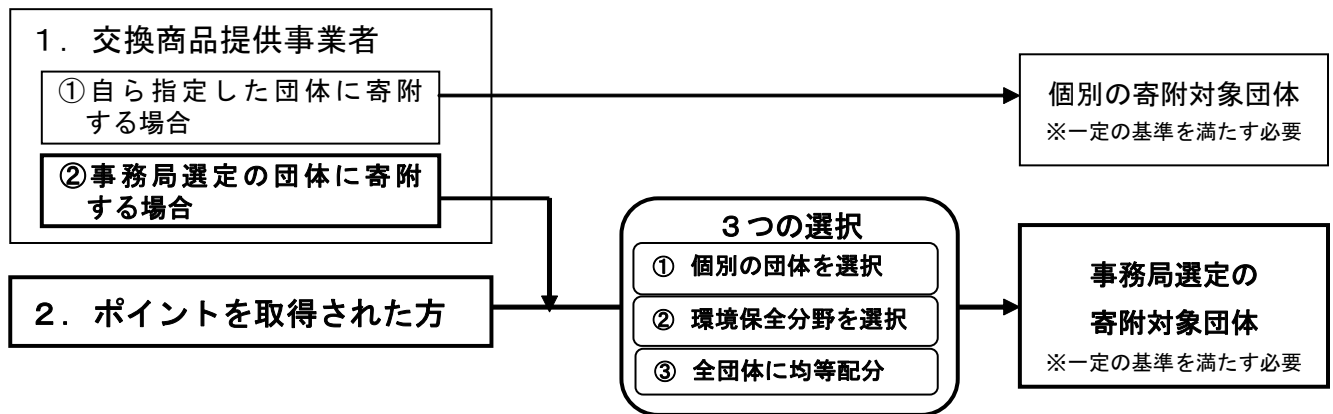 １．交換商品提供事業者
①自ら指定した団体に寄附
する場合
②事務局選定の団体に寄附
する場合
２．ポイントを取得された方
３つの選択
① 個別の団体を選択
② 環境保全分野を選択
③ 全団体に均等配分
個別の寄附対象団体
※一定の基準を満たす必要
事務局選定の
寄附対象団体
※一定の基準を満たす必要